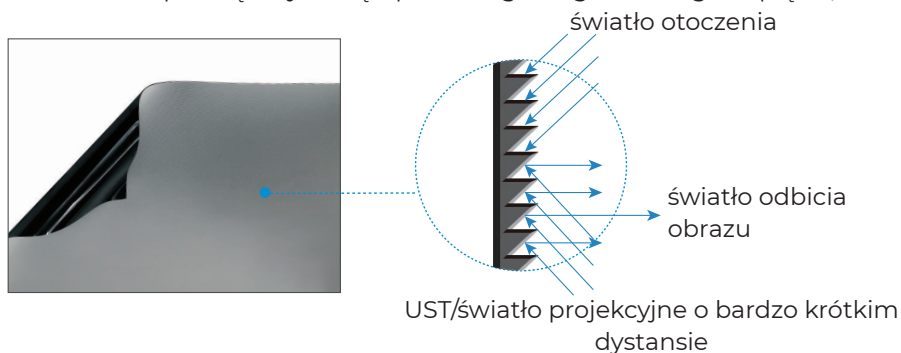 światło otoczenia
światło odbicia
obrazu
UST/światło projekcyjne o bardzo krótkim
dystansie